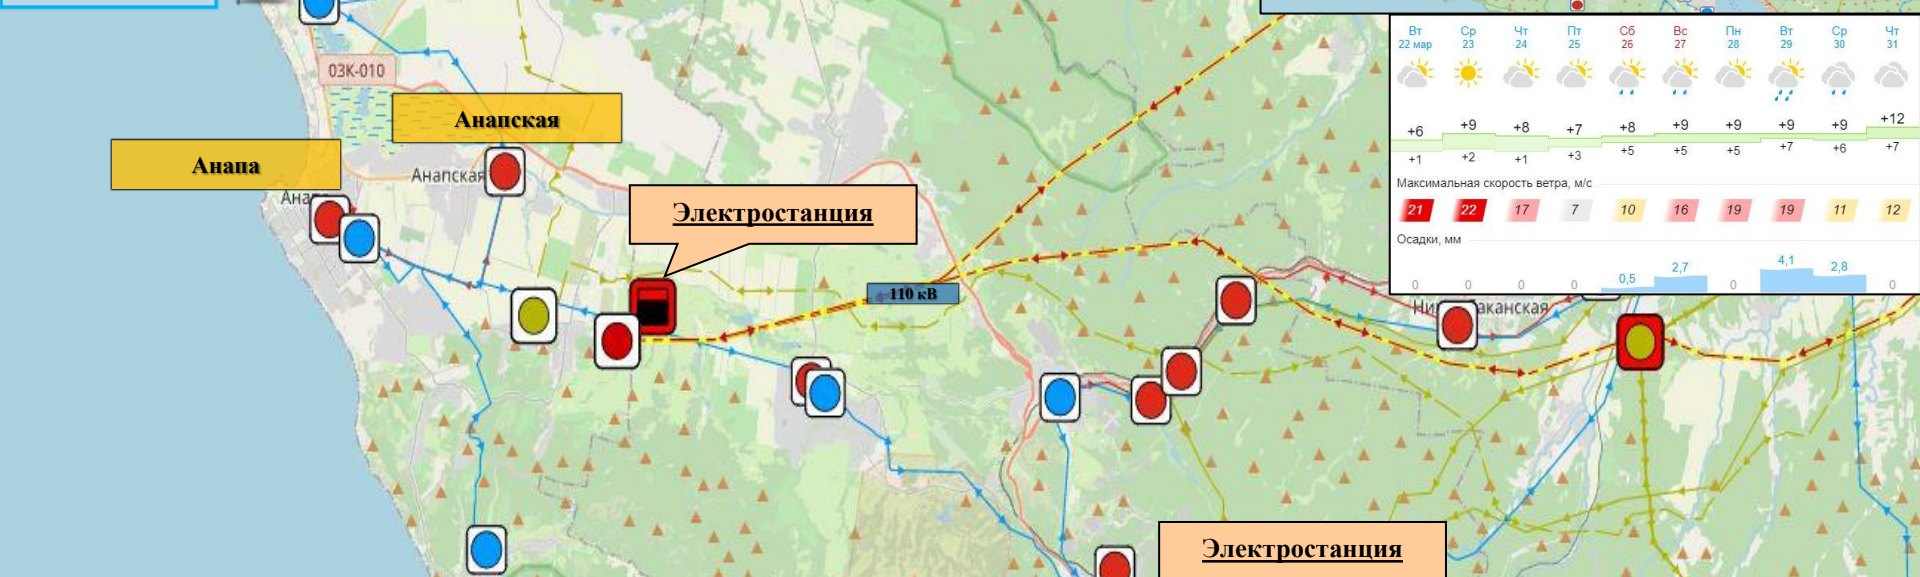 03К-010
Анапская
Анапа
Анапская
Электростанция
110 кВ
Электростанция
Вт Ср Чт Пт Сб Вс Пн Вт Ср Чт
22 мар 23 24 25 26 27 28 29 30 31
+6 +9 +8 +7 +8 +9 +9 +9 +9 +12
+1 +2 +1 +3 +5 +5 +5 +7 +6 +7
Максимальная скорость ветра, м/с
21 22 17 7 10 16 19 19 11 12
Осадки, мм
0 0 0 0 0,5 2,7 0 4,1 2,8 0